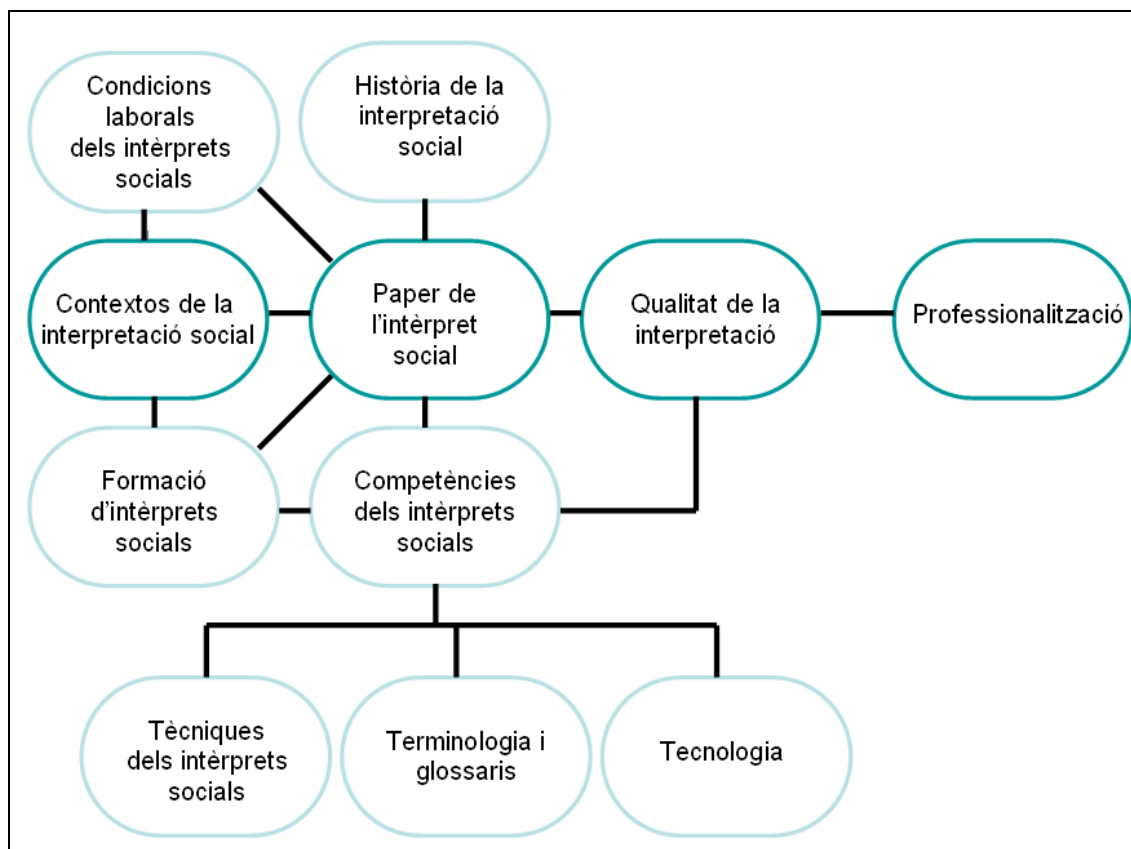 Condicions
laborals
dels intèrprets
socials
Història de la
interpretació
social
Contextos de la
interpretació social
Paper de
l'intèrpret
social
Qualitat de la
interpretació
Professionalització
Formació
d'intèrprets
socials
Competències
dels intèrprets
socials
Tècniques
dels intèrprets
socials
Terminologia i
glossaris
Tecnologia